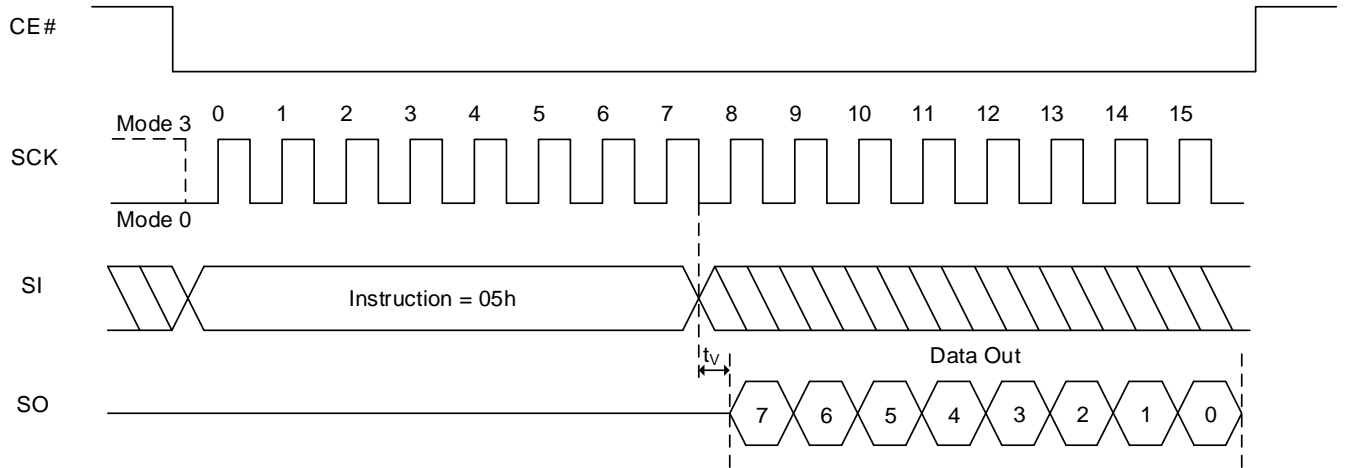 CE#
Mode 3
0 1 2 3 4 5 6 7 8 9 10 11 12 13 14 15
SCK
Mode 0
SI
Instruction = 05h
tV
Data Out
SO
7 6 5 4 3 2 1 0